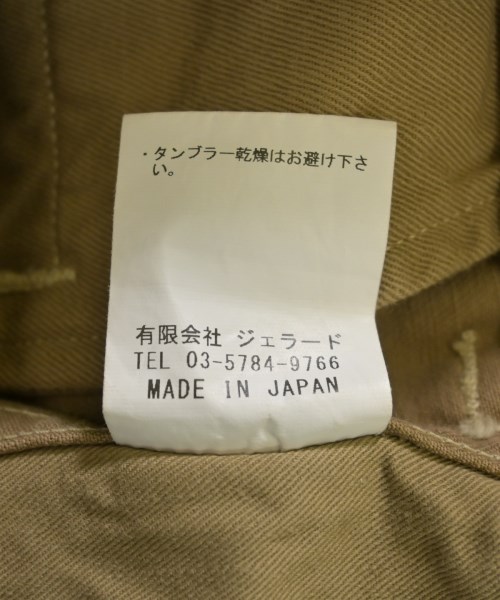 ・タンブラー乾燥はお避け下さ
い。
有限会社 ジェラード
TEL 03-5784-9766
MADE IN JAPAN